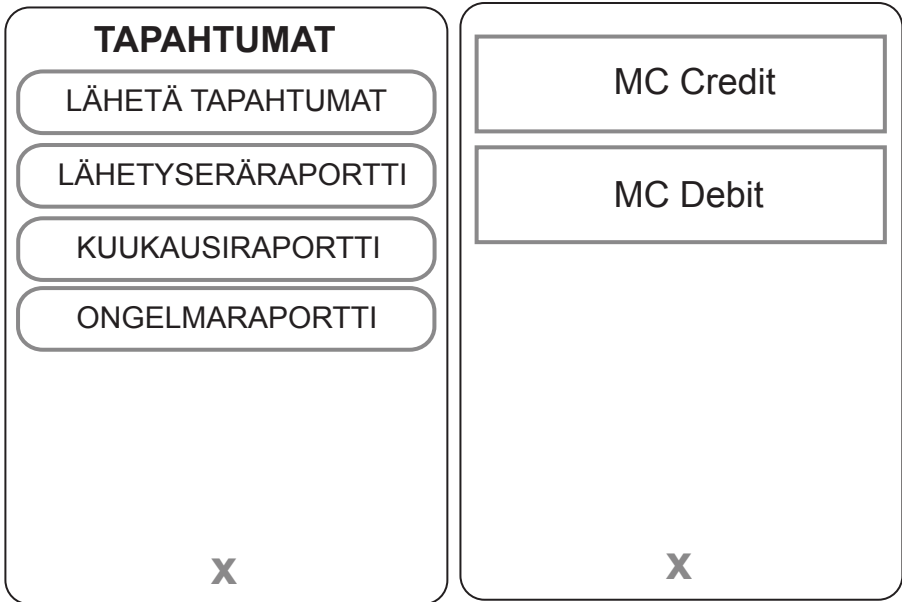 TAPAHTUMAT
LÄHETÄ TAPAHTUMAT
LÄHETYSERÄRAPORTTI
KUUKAUSIRAPORTTI
ONGELMARAPORTTI
X
MC Credit
MC Debit
X